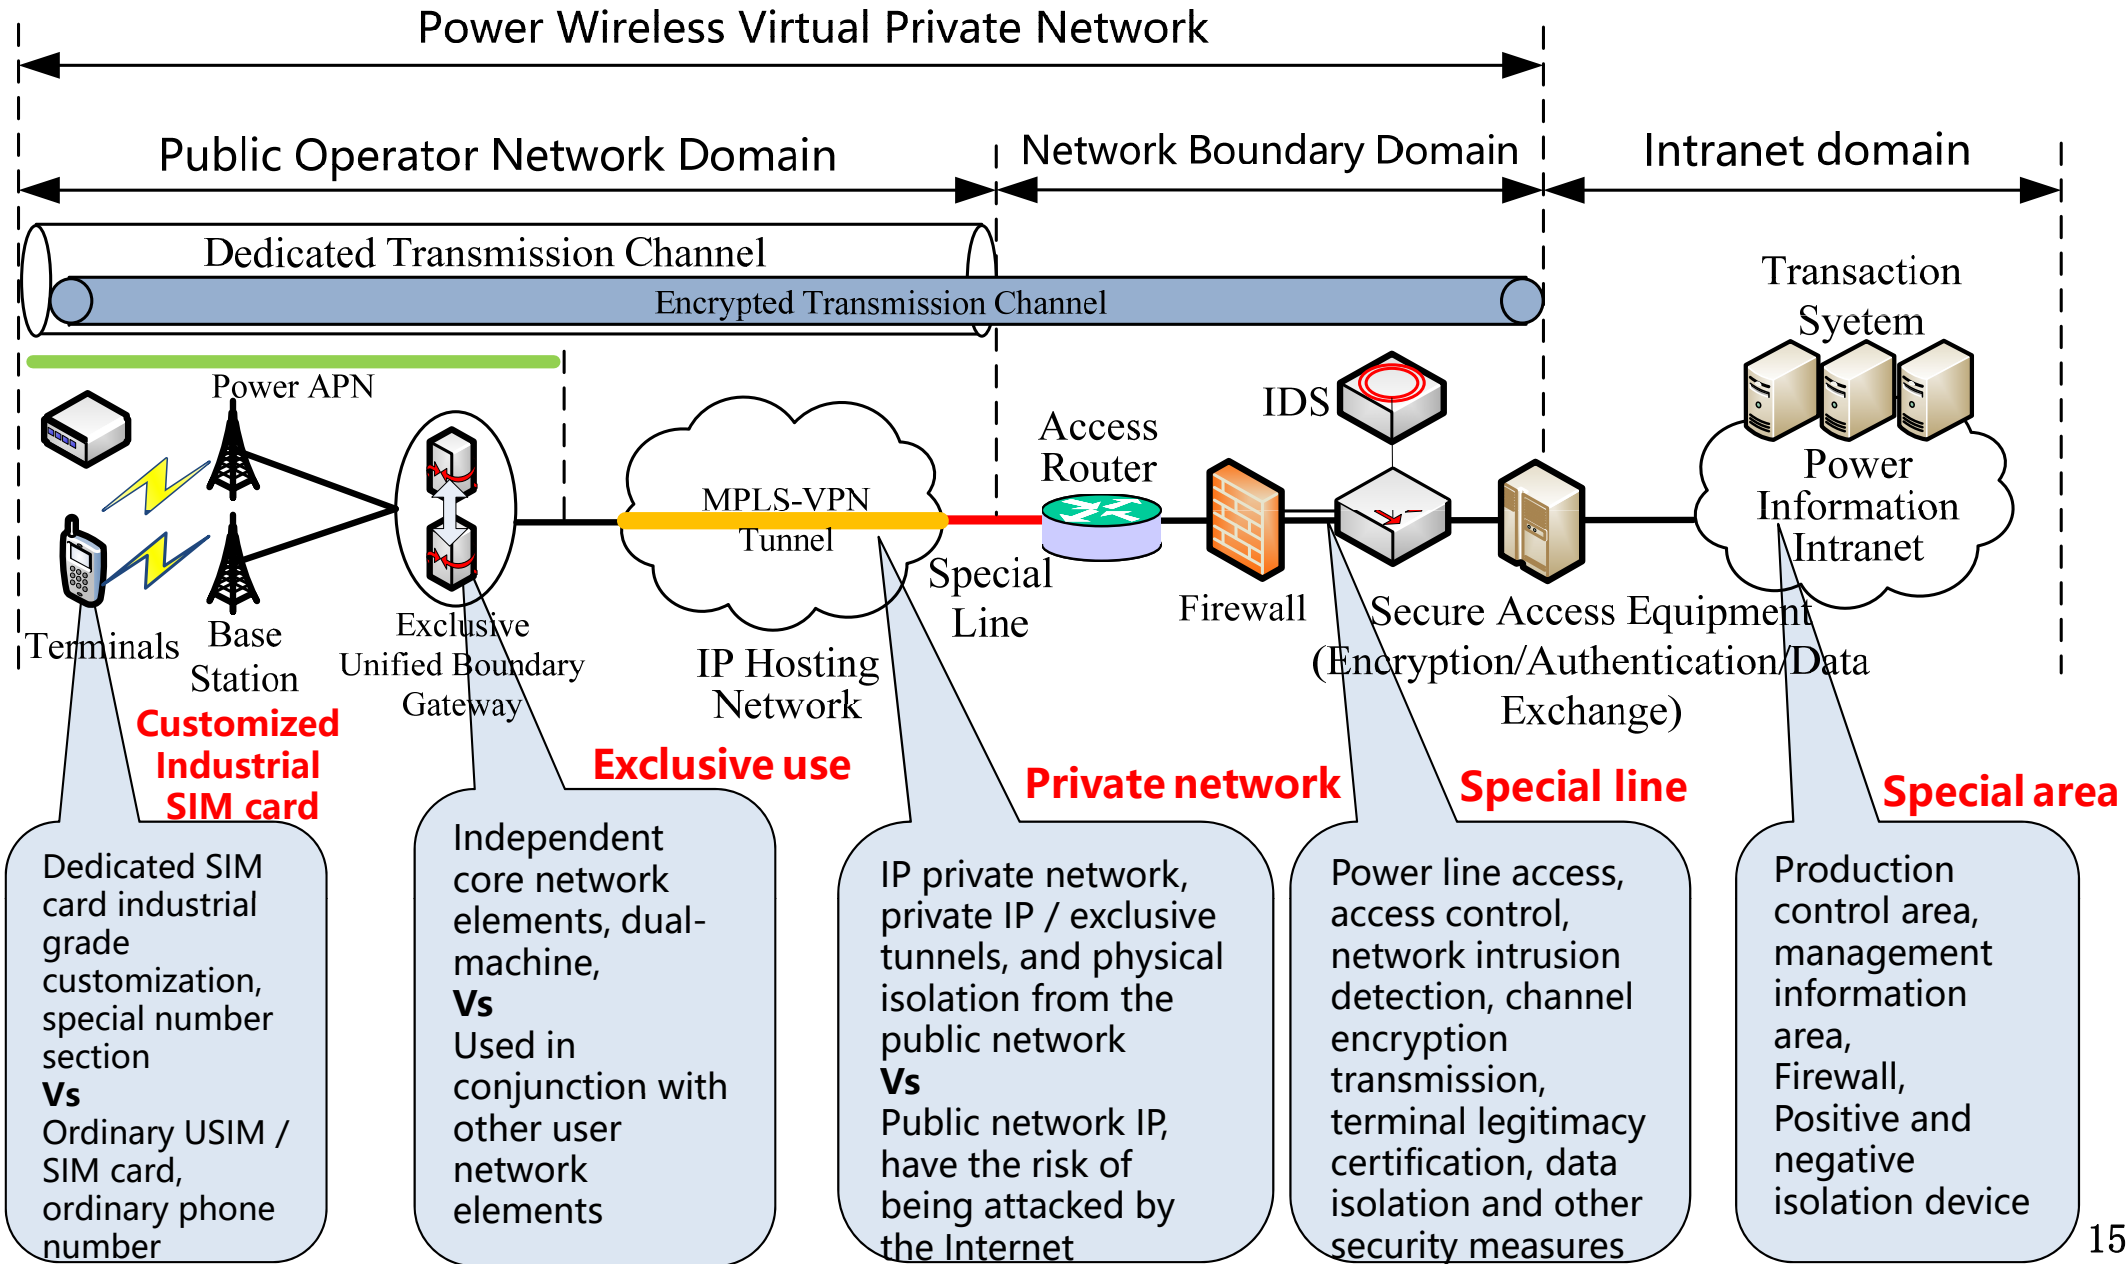 Power Wireless Virtual Private Network
Public Operator Network Domain
Network Boundary Domain
Intranet domain
Dedicated Transmission Channel
Encrypted Transmission Channel
Power APN
Terminals
Base
Station
Exclusive
Unified Boundary
Gateway
MPLS-VPN
Tunnel
IP Hosting
Network
Special
Line
Access
Router
Firewall
IDS
Secure Access Equipment
(Encryption/Authentication/Data
Exchange)
Transaction
Syetem
Power
Information
Intranet
Customized
Industrial
SIM card
Exclusive use
Private network
Special line
Special area
Dedicated SIM
card industrial
grade
customization,
special number
section
Vs
Ordinary USIM /
SIM card,
ordinary phone
number
Independent
core network
elements, dual-
machine,
Vs
Used in
conjunction with
other user
network
elements
IP private network,
private IP / exclusive
tunnels, and physical
isolation from the
public network
Vs
Public network IP,
have the risk of
being attacked by
the Internet
Power line access,
access control,
network intrusion
detection, channel
encryption
transmission,
terminal legitimacy
certification, data
isolation and other
security measures
Production
control area,
management
information
area,
Firewall,
Positive and
negative
isolation device
15